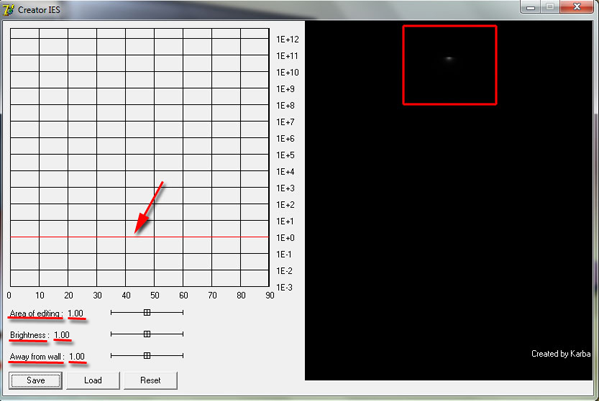 Creator IES
1E+12
1E+11
1E+10
1E+9
1E+8
1E+7
1E+6
1E+5
1E+4
1E+3
1E+2
1E+1
1E+0
1E-1
1E-2
1E-3
0 10 20 30 40 50 60 70 80 90
Area of editing : 1.00
Brightness : 1.00
Away from wall : 1.00
Created by Karba
Save Load Reset